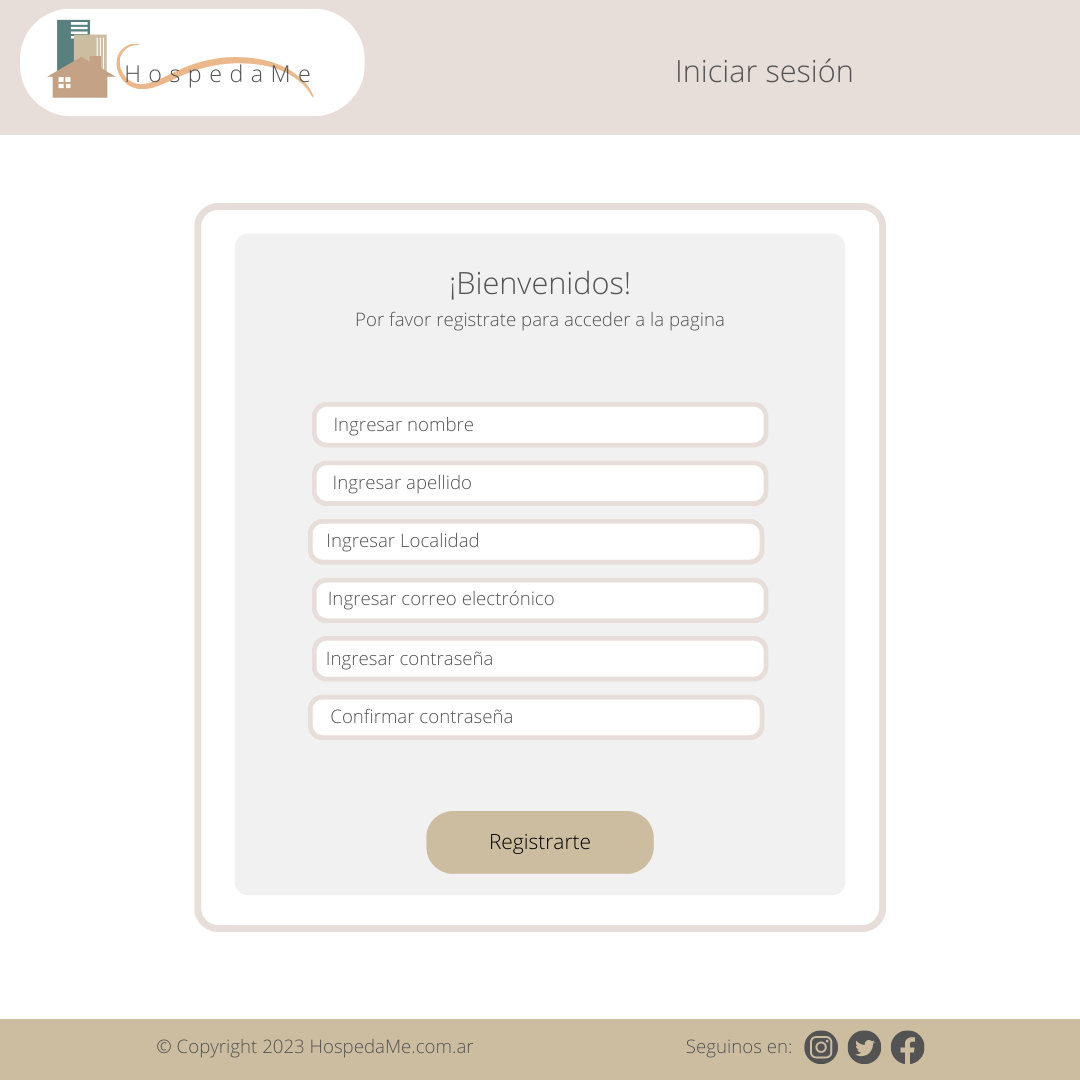 HospedaMe
Iniciar sesión
¡Bienvenidos!
Por favor registrate para acceder a la pagina
Ingresar nombre
Ingresar apellido
Ingresar Localidad
Ingresar correo electrónico
Ingresar contraseña
Confirmar contraseña
Registrarte
© Copyright 2023 HospedaMe.com.ar
Seguinos en: